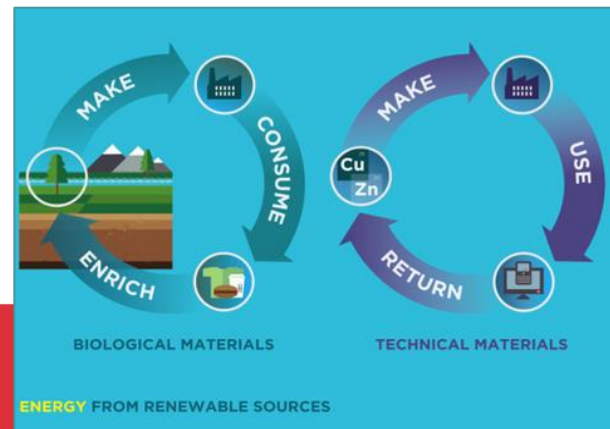 MAKE
CONSUME
ENRICH
BIOLOGICAL MATERIALS
MAKE
USE
RETURN
Cu
Zn
TECHNICAL MATERIALS
ENERGY FROM RENEWABLE SOURCES